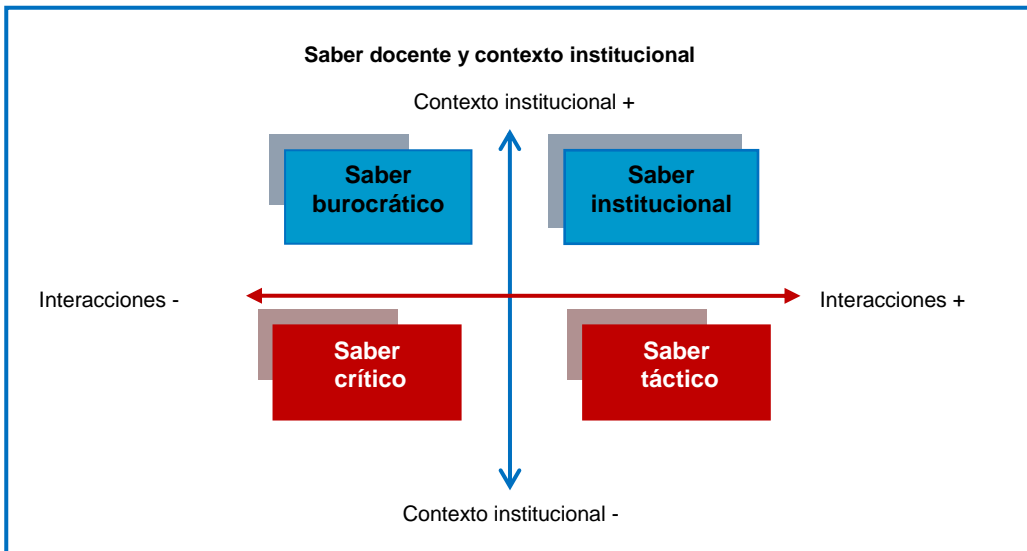 Saber docente y contexto institucional
Contexto institucional +
Saber
burocrático
Saber
institucional
Interacciones -
Interacciones +
Saber
crítico
Saber
táctico
Contexto institucional -